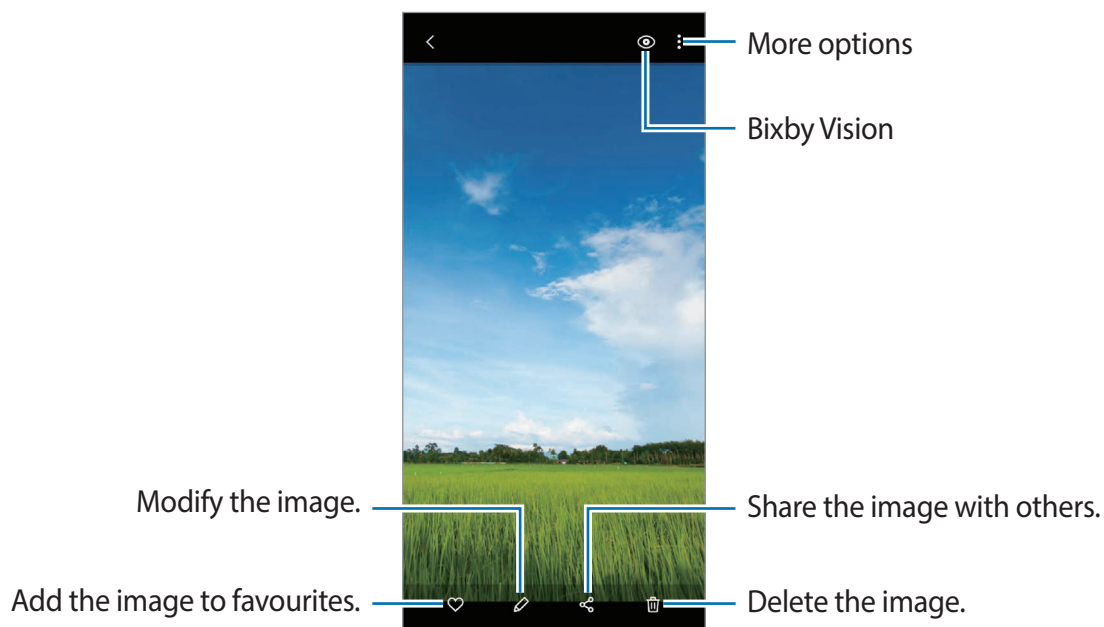 More options
Bixby Vision
Modify the image.
Share the image with others.
Add the image to favourites.
Delete the image.